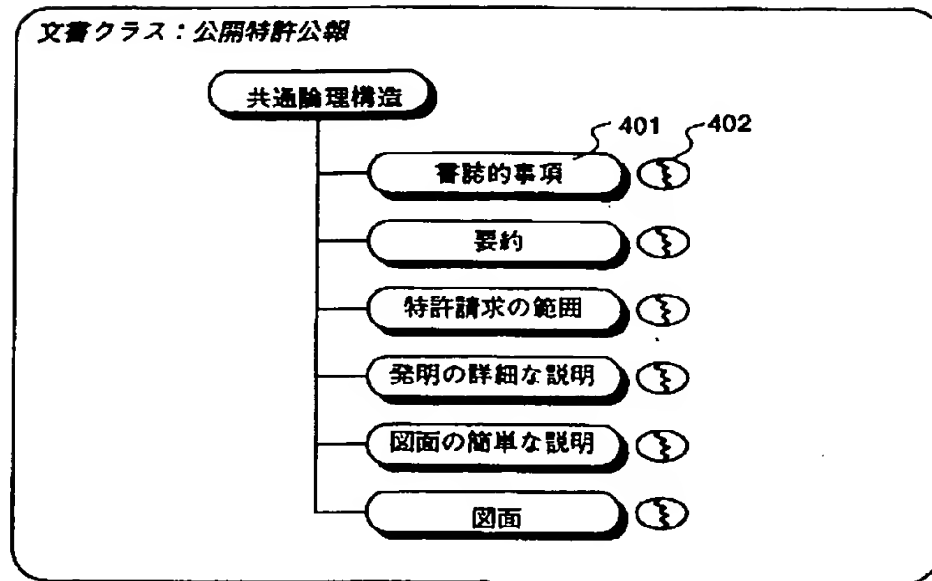 文書クラス：公開特許公報
共通論理構造
401
402
書誌的事項
要約
特許請求の範囲
発明の詳細な説明
図面の簡単な説明
図面